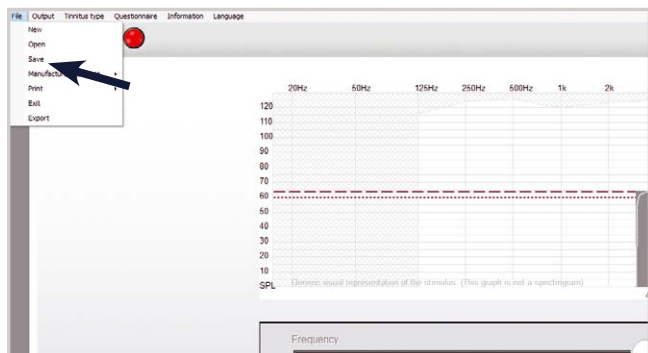 File Output Tinnitus type Questionnaire Information Language
New
Open
Save
Print
Exit
Export
20Hz 50Hz 125Hz 250Hz 500Hz 1k 2k
120
110
100
90
80
70
60
50
40
30
20
10
SPL
Generic visual representation of the stimulus. (This graph is not a spectrogram)
Frequency